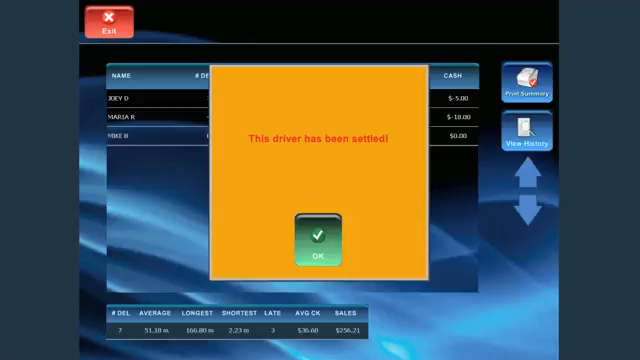 Exit
NAME
# DE
CASH
JOEY D
$-5.00
MARIA R
$-10.00
MIKE B
$0.00
This driver has been settled!
OK
Print Summary
View History
# DEL AVERAGE LONGEST SHORTEST LATE AVG CK SALES
7 51.10 m 166.80 m 2.23 m 3 $36.60 $256.21